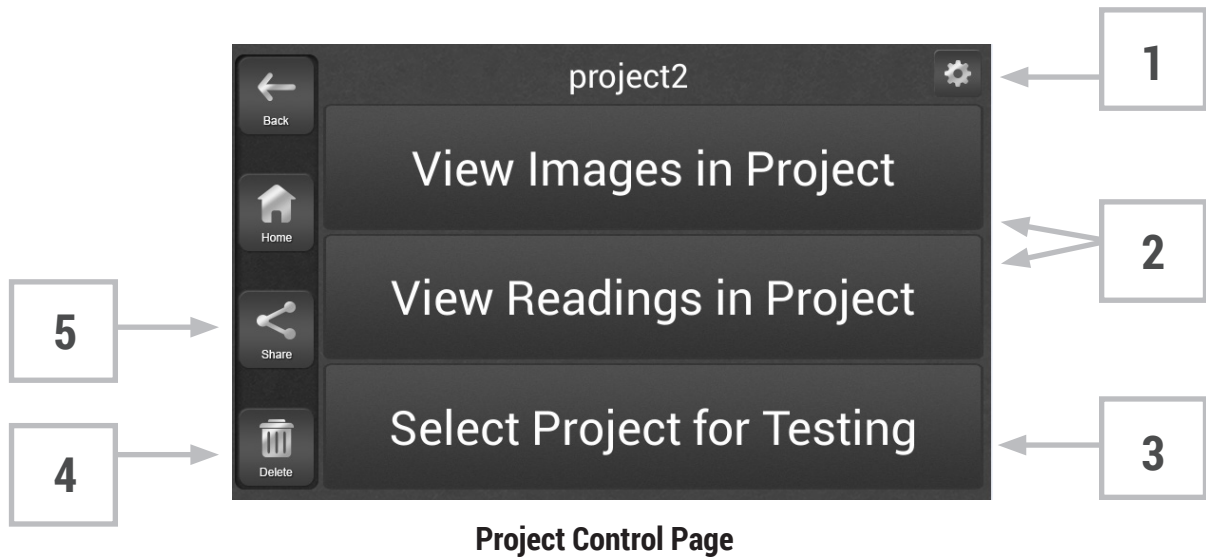 1
project2
Back
View Images in Project
Home
2
View Readings in Project
5
Share
Select Project for Testing
3
4
Delete
Project Control Page